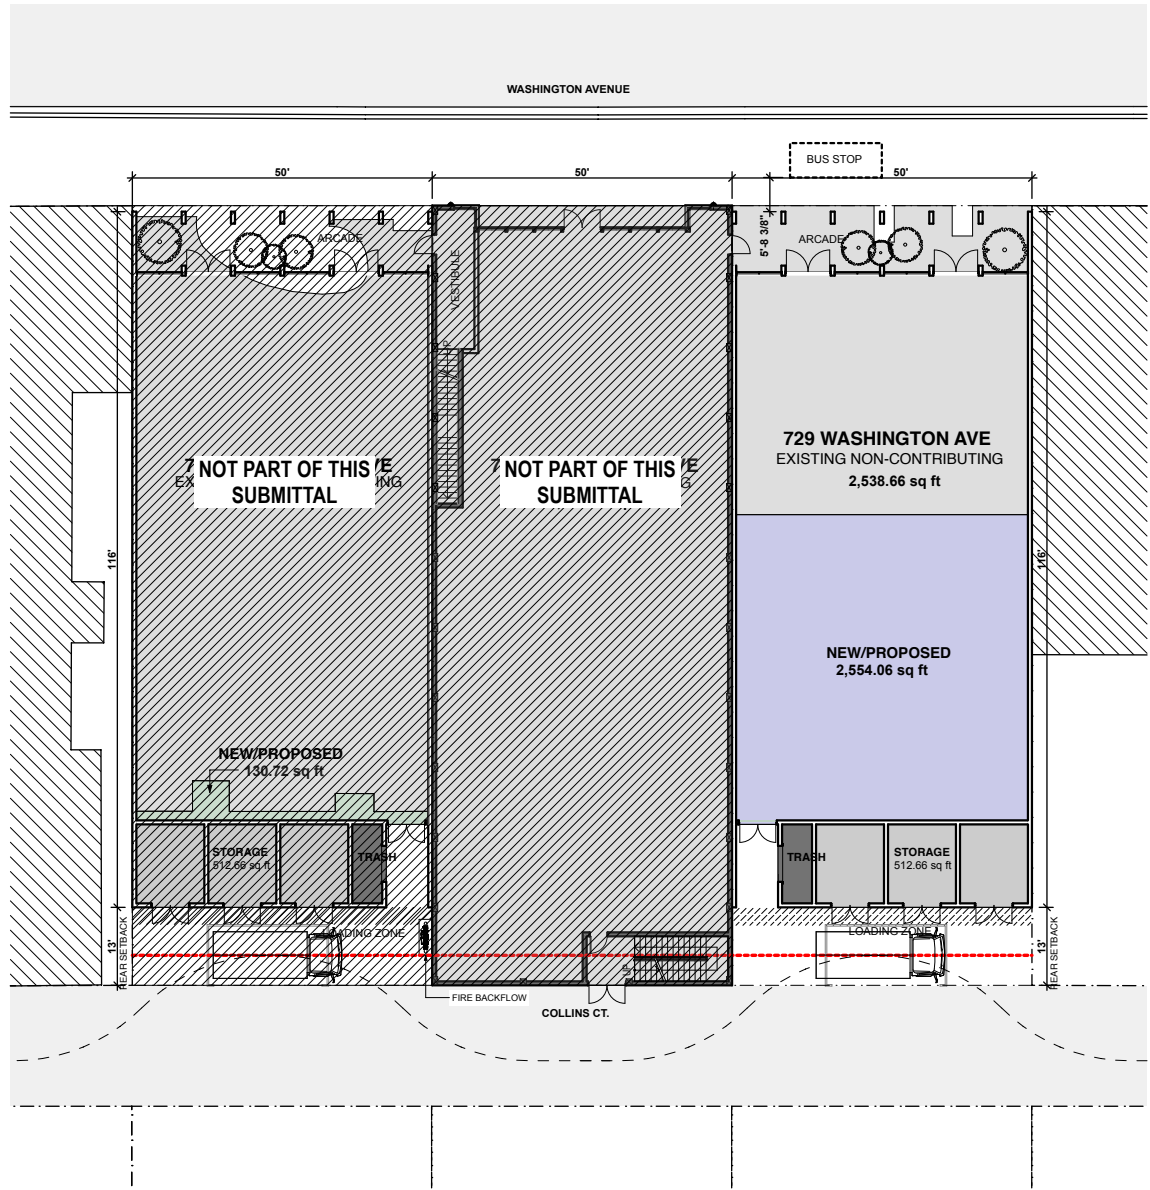 WASHINGTON AVENUE
BUS STOP
50'
50'
50'
ARCADE
VESTIBULE
5'-8 3/8"
ARCADE
UP
729 WASHINGTON AVE
EXISTING NON-CONTRIBUTING
2,538.66 sq ft
NOT PART OF THIS
SUBMITTAL
NOT PART OF THIS
SUBMITTAL
116'
116'
NEW/PROPOSED
2,554.06 sq ft
NEW/PROPOSED
130.72 sq ft
STORAGE
512.66 sq ft
TRASH
TRASH
STORAGE
512.66 sq ft
REAR SETBACK
13'
LOADING ZONE
LOADING ZONE
13'
REAR SETBACK
UP
FIRE BACKFLOW
COLLINS CT.